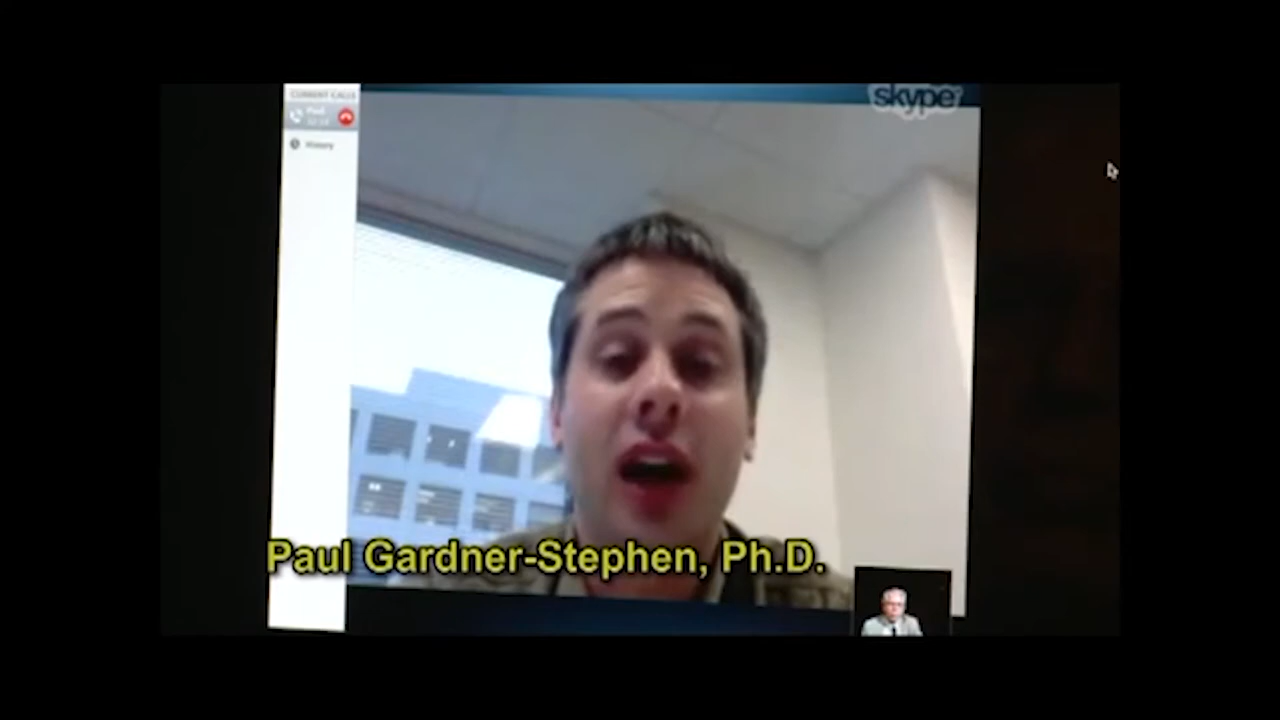 CURRENT CALLS
skype
Paul
History
Paul Gardner-Stephen, Ph.D.